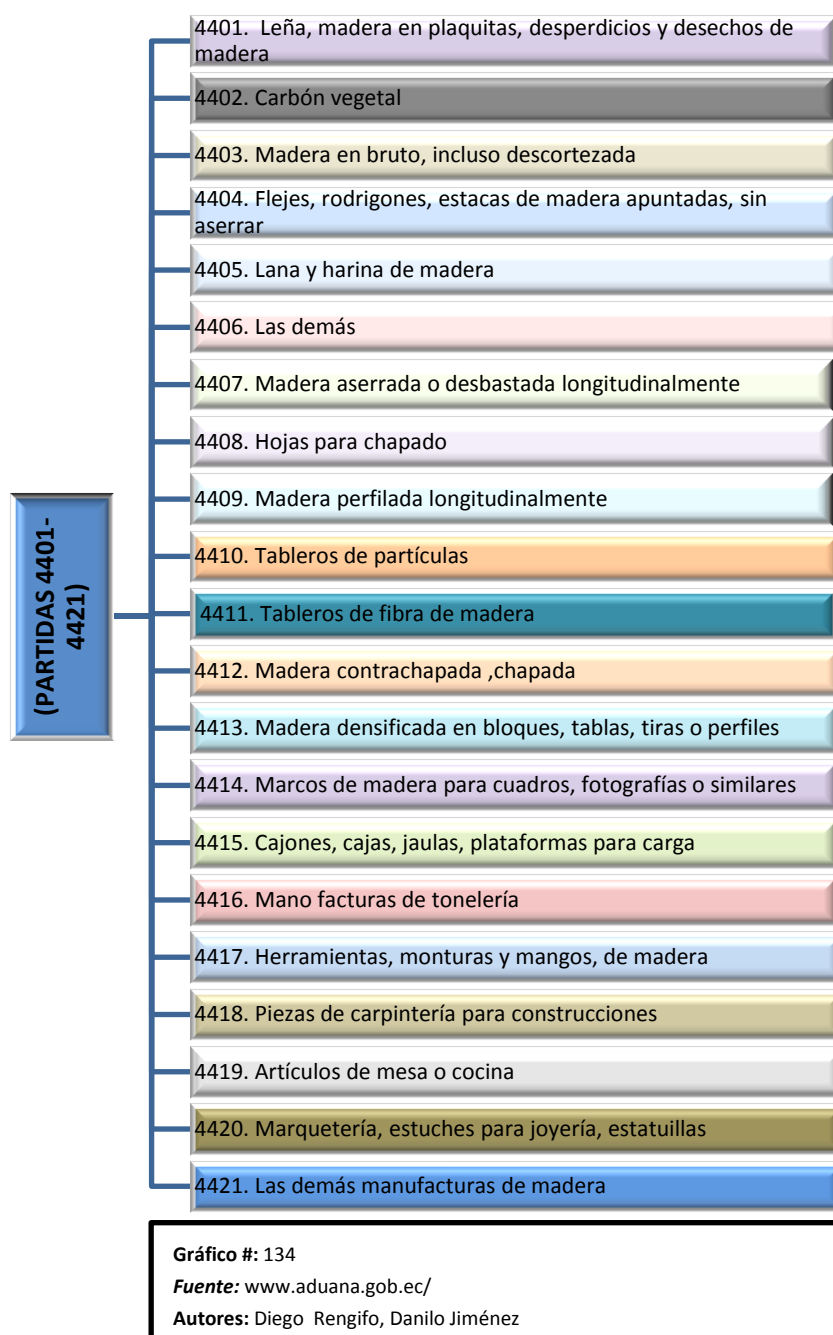 (PARTIDAS 4401-
4421)
4401. Leña, madera en plaquitas, desperdicios y desechos de
madera
4402. Carbón vegetal
4403. Madera en bruto, incluso descortezada
4404. Flejes, rodrigones, estacas de madera apuntadas, sin
aserrar
4405. Lana y harina de madera
4406. Las demás
4407. Madera aserrada o desbastada longitudinalmente
4408. Hojas para chapado
4409. Madera perfilada longitudinalmente
4410. Tableros de partículas
4411. Tableros de fibra de madera
4412. Madera contrachapada ,chapada
4413. Madera densificada en bloques, tablas, tiras o perfiles
4414. Marcos de madera para cuadros, fotografías o similares
4415. Cajones, cajas, jaulas, plataformas para carga
4416. Mano facturas de tonelería
4417. Herramientas, monturas y mangos, de madera
4418. Piezas de carpintería para construcciones
4419. Artículos de mesa o cocina
4420. Marquetería, estuches para joyería, estatuillas
4421. Las demás manufacturas de madera
Gráfico #: 134
Fuente: www.aduana.gob.ec/
Autores: Diego Rengifo, Danilo Jiménez